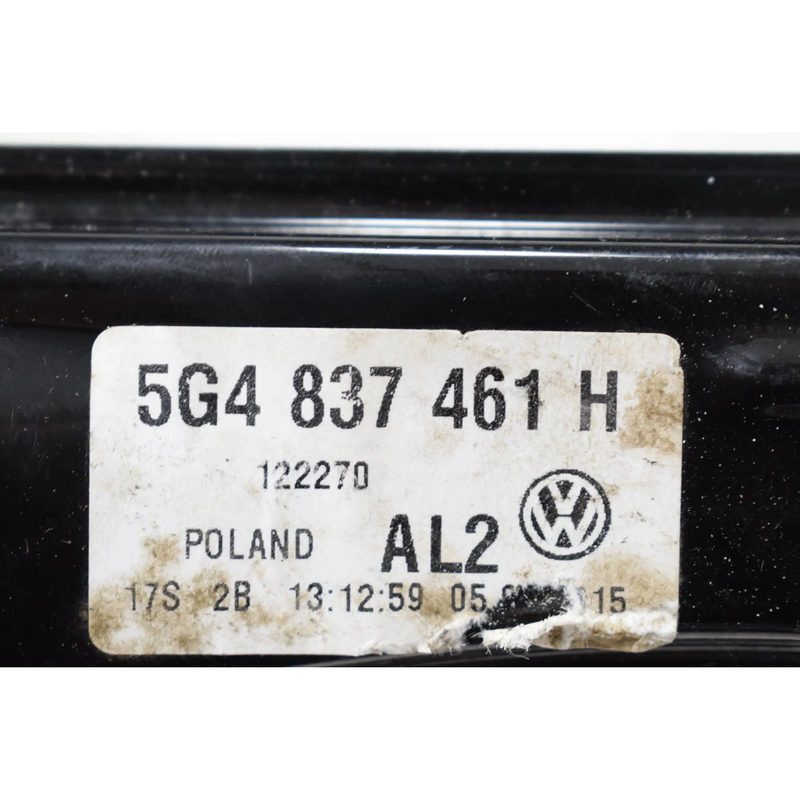 5G4 837 461 H
122270
POLAND AL2
17S 2B 13:12:59 05.